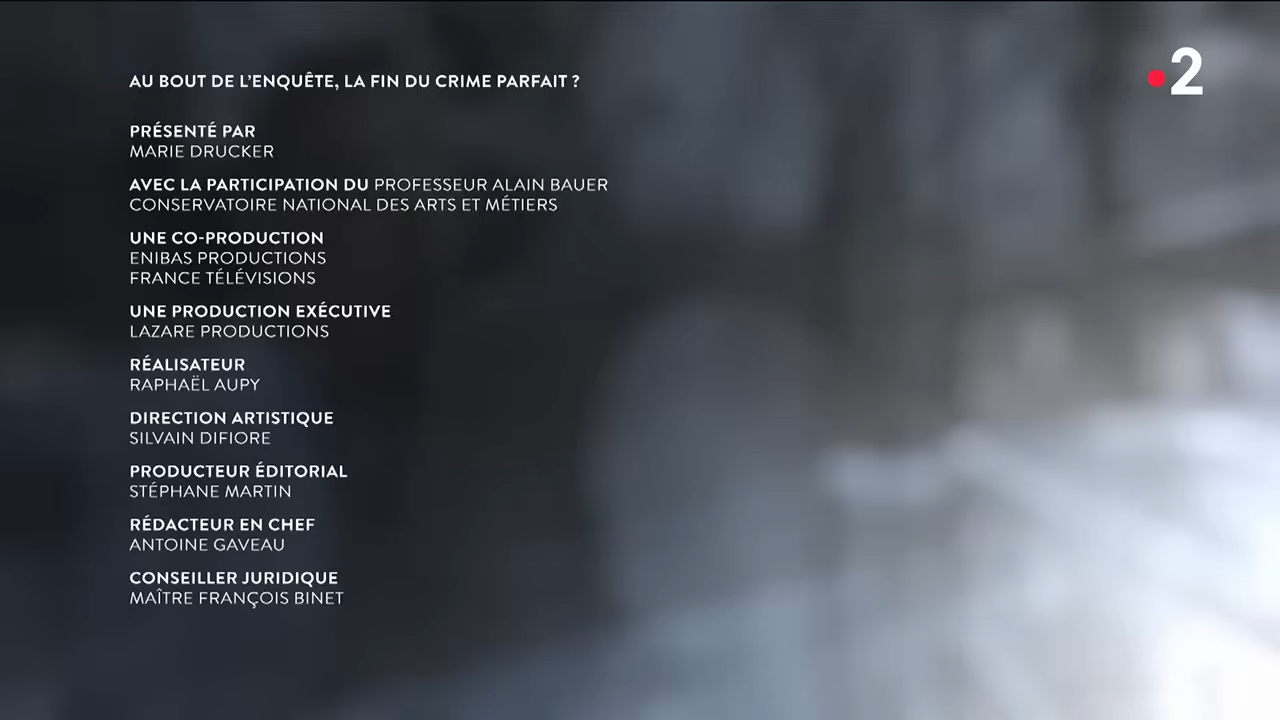 AU BOUT DE L'ENQUÊTE, LA FIN DU CRIME PARFAIT ?
2
PRÉSENTÉ PAR
MARIE DRUCKER
AVEC LA PARTICIPATION DU PROFESSEUR ALAIN BAUER
CONSERVATOIRE NATIONAL DES ARTS ET MÉTIERS
UNE CO-PRODUCTION
ENIBAS PRODUCTIONS
FRANCE TÉLÉVISIONS
UNE PRODUCTION EXÉCUTIVE
LAZARE PRODUCTIONS
RÉALISATEUR
RAPHAËL AUPY
DIRECTION ARTISTIQUE
SILVAIN DIFIORE
PRODUCTEUR ÉDITORIAL
STÉPHANE MARTIN
RÉDACTEUR EN CHEF
ANTOINE GAVEAU
CONSEILLER JURIDIQUE
MAÎTRE FRANÇOIS BINET